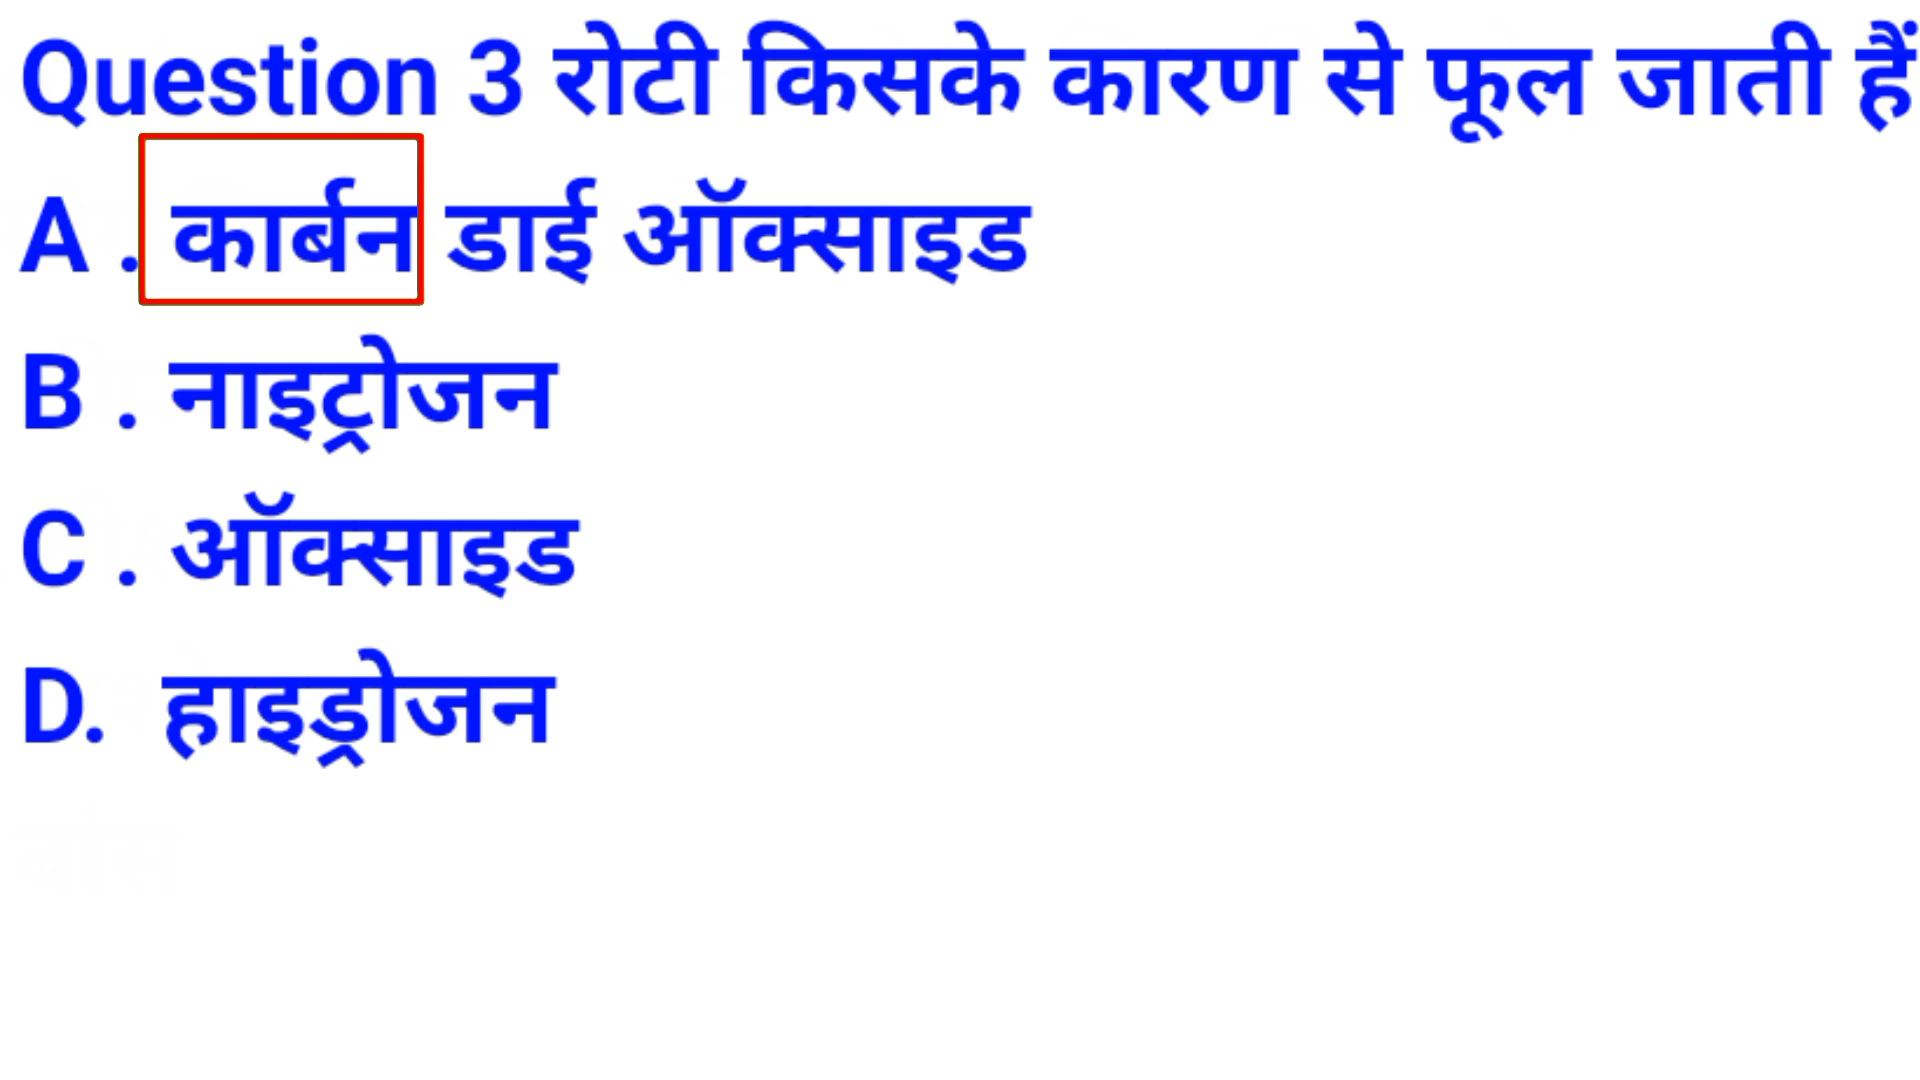 Question 3 रोटी किसके कारण से फूल जाती हैं
A . कार्बन डाई ऑक्साइड
B . नाइट्रोजन
C . ऑक्साइड
D. हाइड्रोजन